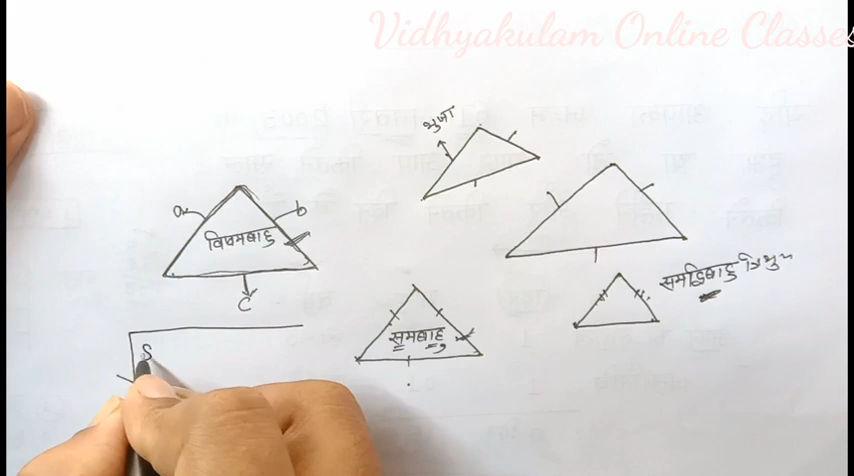 Vidhyakulam Online Classes
भुजा
a
b
विषमबाहु
C
समद्विबाहु त्रिभुज
समबाहु
S